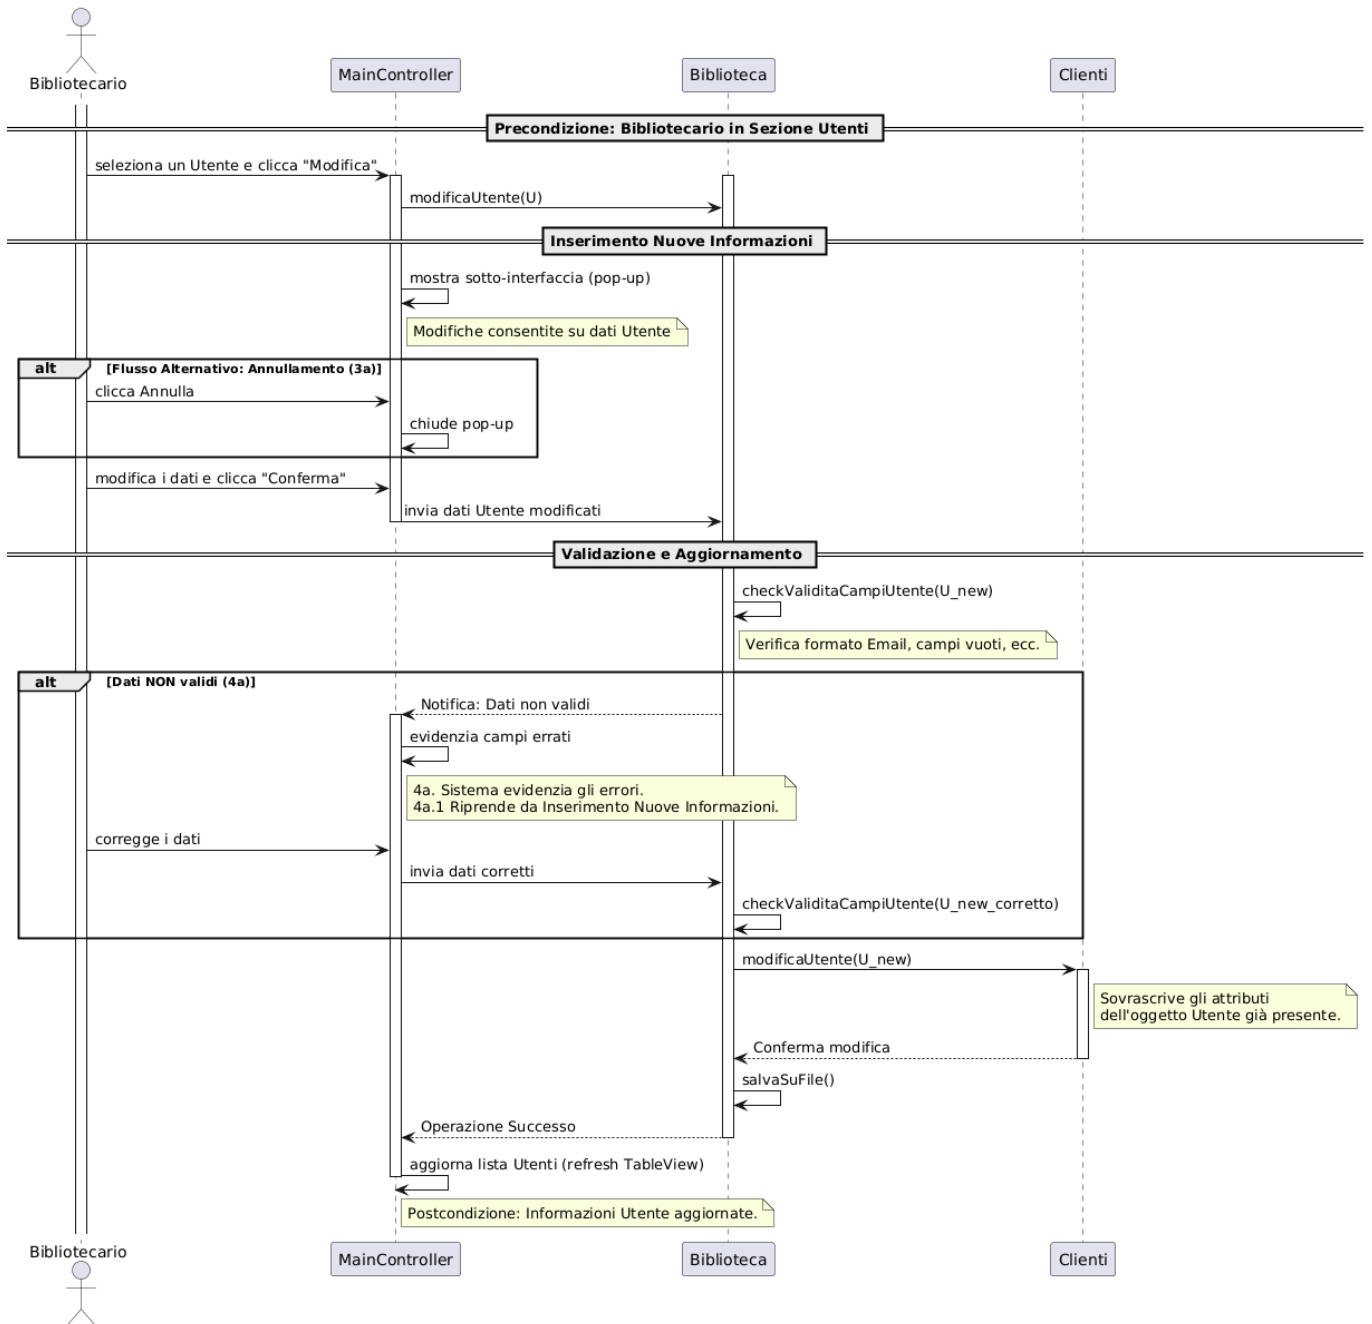 Bibliotecario
MainController
Biblioteca
Clienti
Precondizione: Bibliotecario in Sezione Utenti
seleziona un Utente e clicca "Modifica"
modificaUtente(U)
Inserimento Nuove Informazioni
mostra sotto-interfaccia (pop-up)
Modifiche consentite su dati Utente
alt
[Flusso Alternativo: Annullamento (3a)]
clicca Annulla
chiude pop-up
modifica i dati e clicca "Conferma"
invia dati Utente modificati
Validazione e Aggiornamento
checkValiditaCampiUtente(U_new)
Verifica formato Email, campi vuoti, ecc.
alt
[Dati NON validi (4a)]
Notifica: Dati non validi
evidenzia campi errati
4a. Sistema evidenzia gli errori.
4a.1 Riprende da Inserimento Nuove Informazioni.
corregge i dati
invia dati corretti
checkValiditaCampiUtente(U_new_corretto)
modificaUtente(U_new)
Sovrascrive gli attributi
dell'oggetto Utente già presente.
Conferma modifica
salvaSuFile()
Operazione Successo
aggiorna lista Utenti (refresh TableView)
Postcondizione: Informazioni Utente aggiornate.
Bibliotecario
MainController
Biblioteca
Clienti